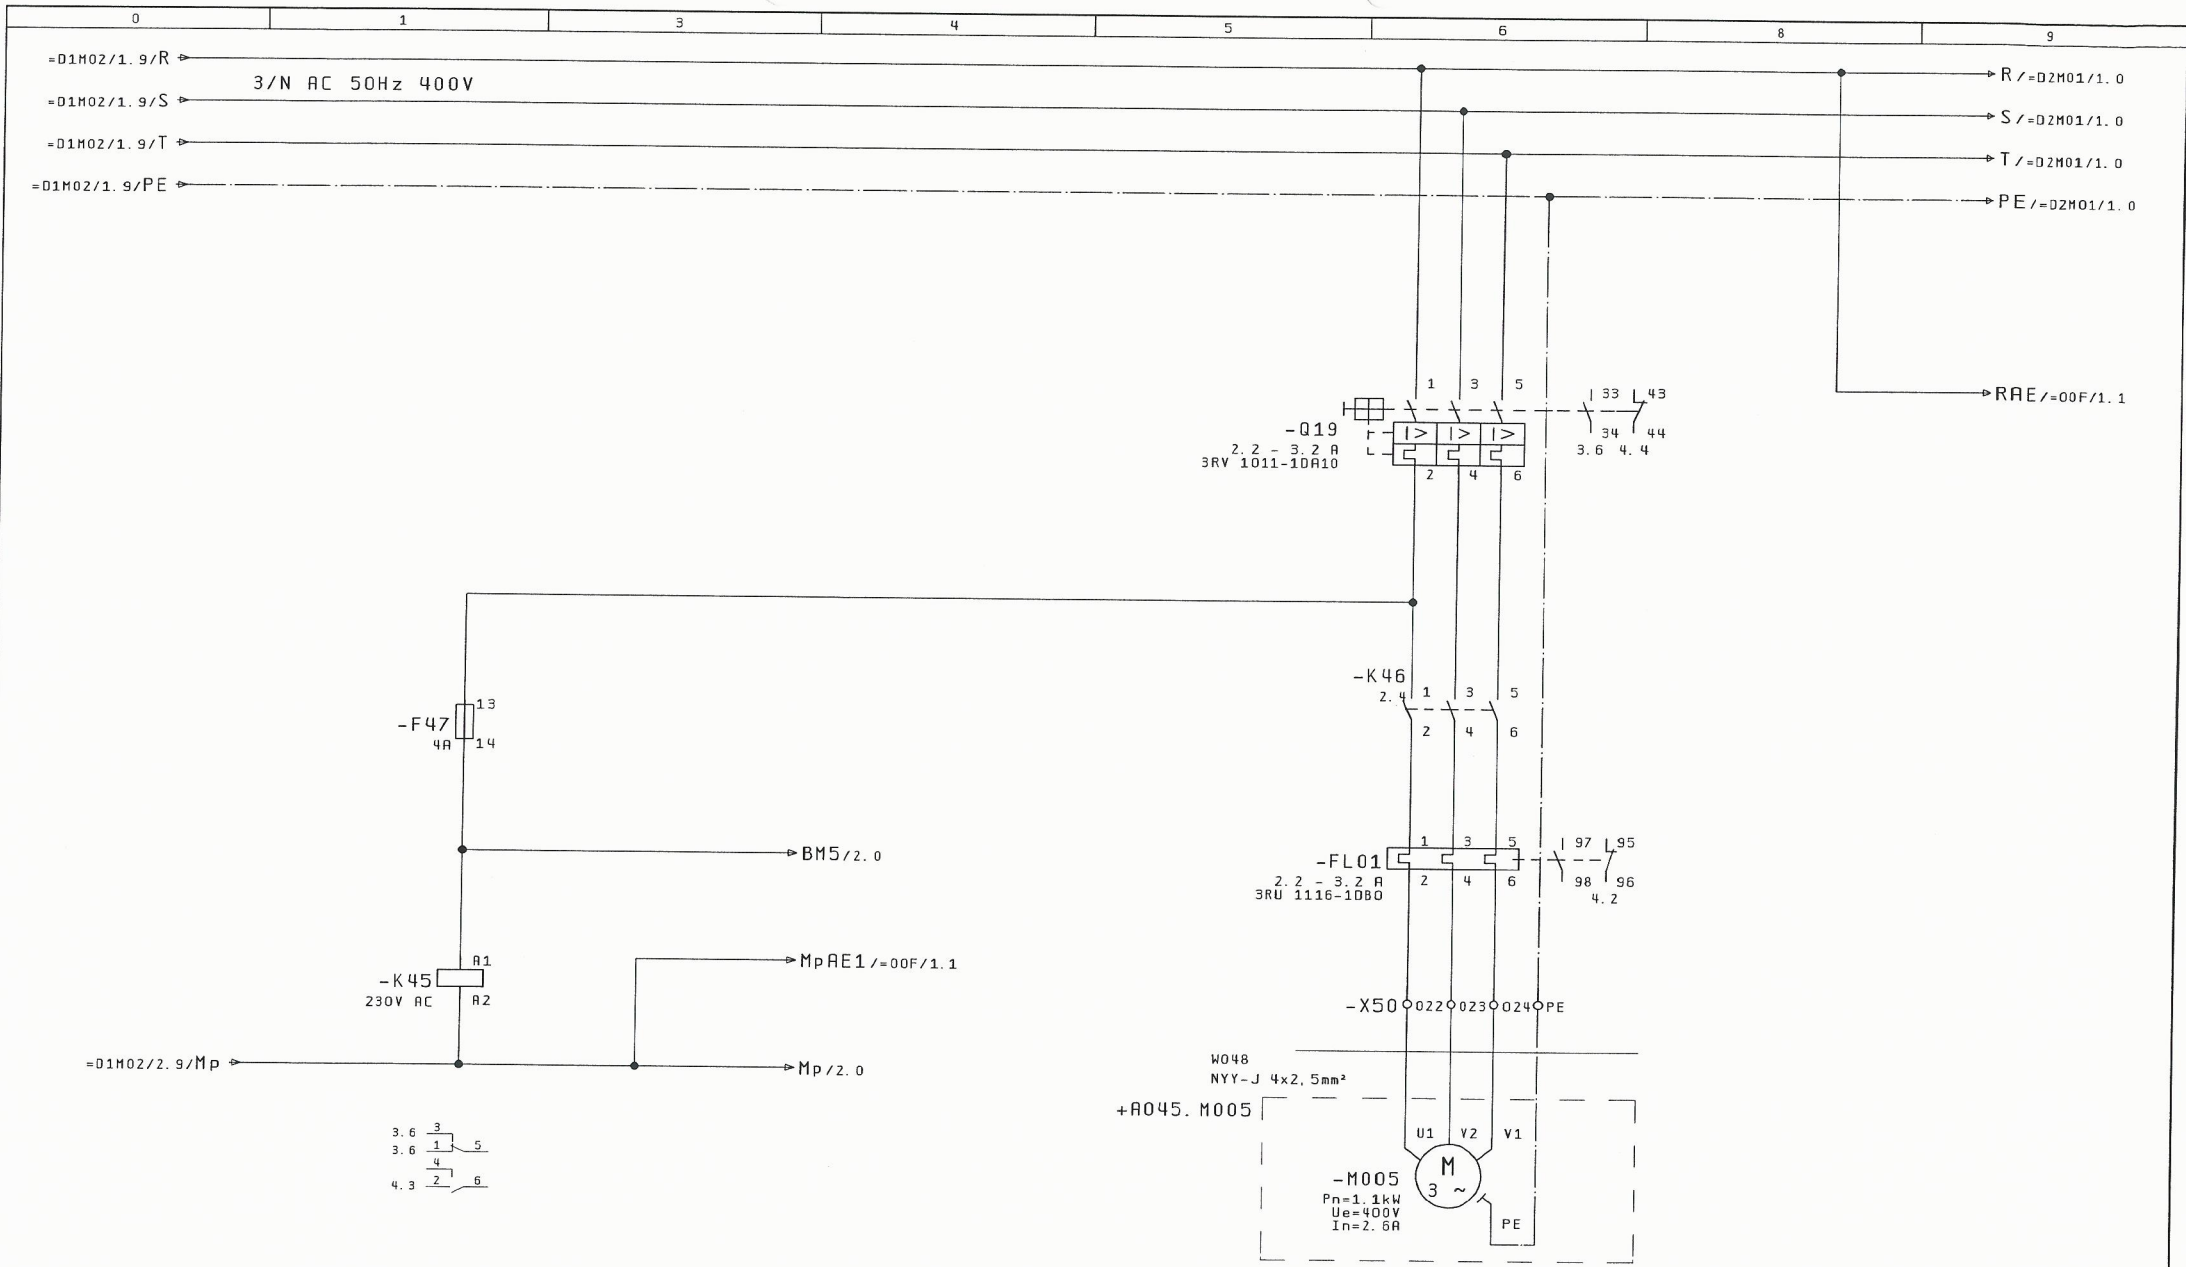 0 1 3 4 5 6 8 9
=D1M02/1.9/R
R/=D2M01/1.0
3/N AC 50Hz 400V
=D1M02/1.9/S
S/=D2M01/1.0
=D1M02/1.9/T
T/=D2M01/1.0
=D1M02/1.9/PE
PE/=D2M01/1.0
1 3 5
33 43
RAE/=00F/1.1
-Q19
34 44
2.2 - 3.2 A
3.6 4.4
3RV 1011-1DA10
I> I> I>
2 4 6
-K46
2.4
1 3 5
2 4 6
13
-F47
4A
14
1 3 5
97 95
BM5/2.0
-FL01
2.2 - 3.2 A
2 4 6
98 96
3RU 1116-1DB0
4.2
A1
MpAE1/=00F/1.1
-K45
230V AC
A2
-X50 022 023 024 PE
=D1M02/2.9/Mp
Mp/2.0
W048
NYY-J 4x2,5mm²
+A045.M005
3.6 3
3.6 1 5
4
4.3 2 6
U1 V2 V1
M
3 ~
-M005
Pn=1.1kW
Ue=400V
In=2.6A
PE